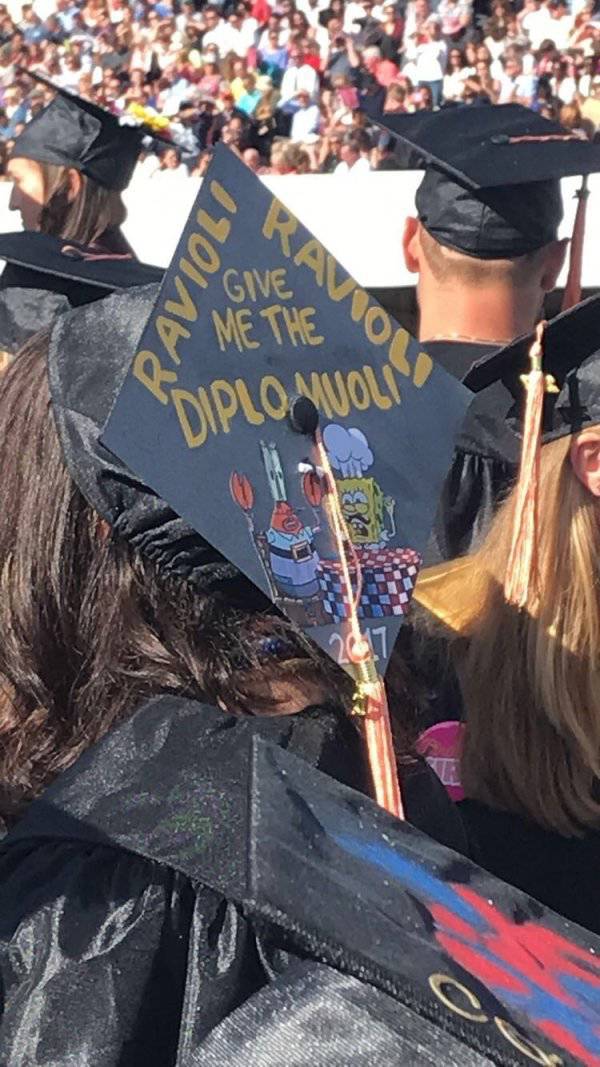 RAVIOLI
RAVIOLI
GIVE
ME THE
DIPLOMUOLI
2017